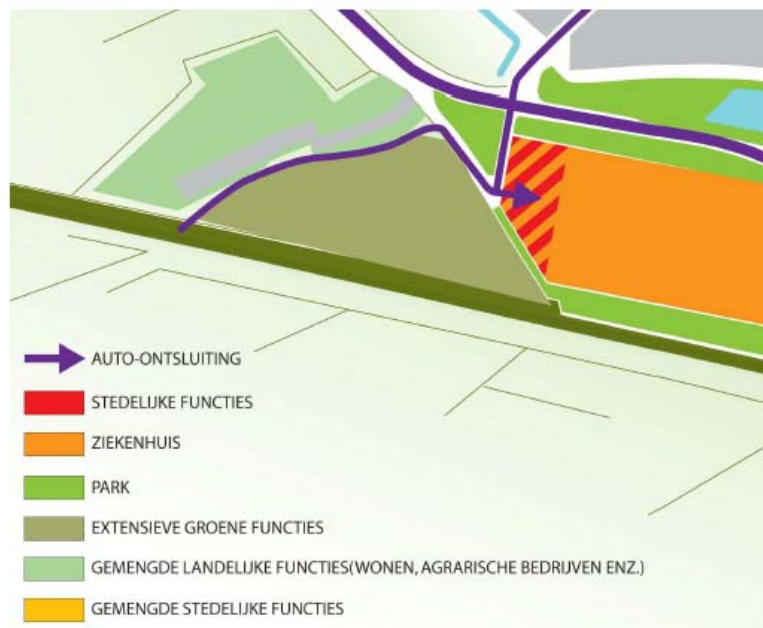 AUTO-ONTSLUITING
STEDELIJKE FUNCTIES
ZIEKENHUIS
PARK
EXTENSIEVE GROENE FUNCTIES
GEMENGDE LANDELIJKE FUNCTIES(WONEN, AGRARISCHE BEDRIJVEN ENZ.)
GEMENGDE STEDELIJKE FUNCTIES